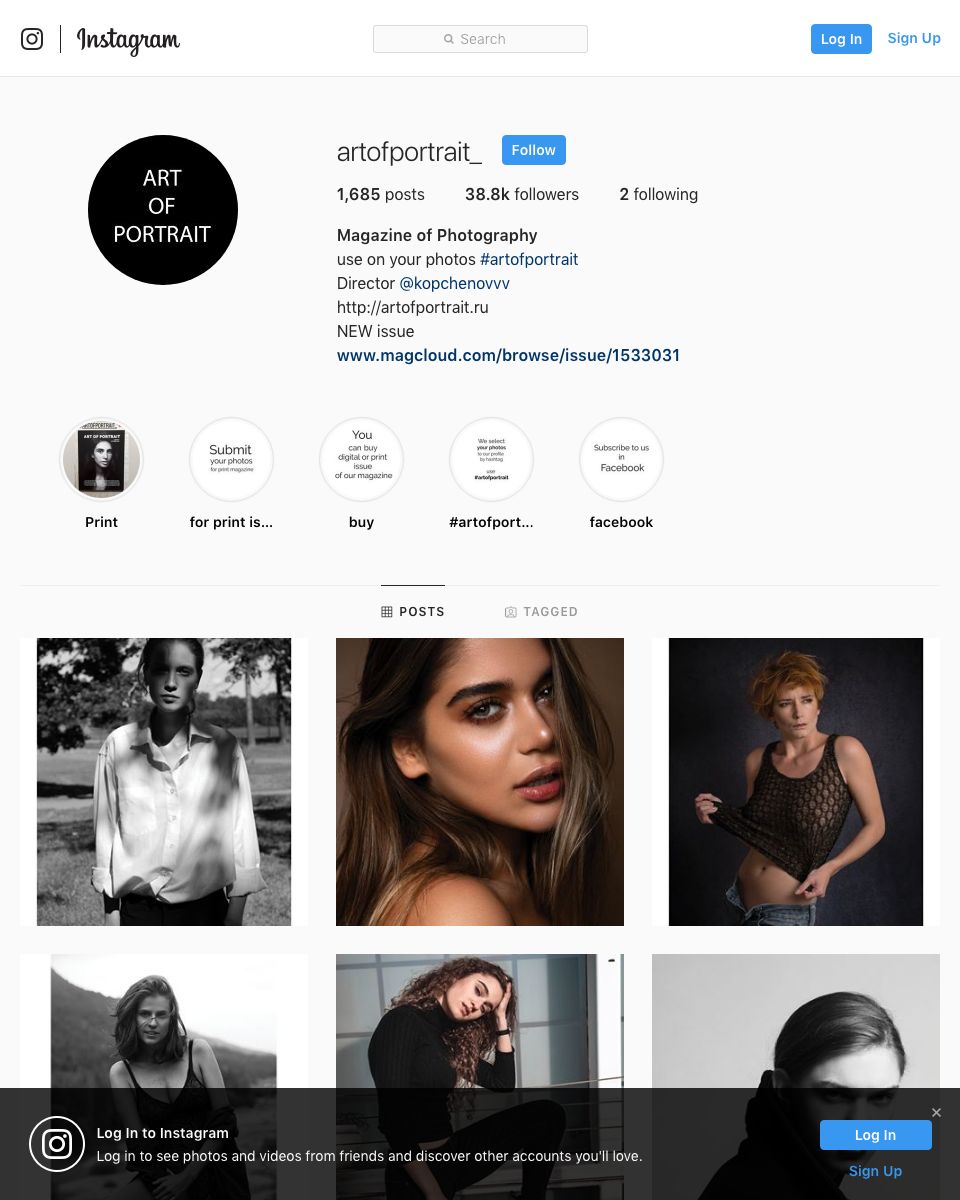 Instagram
Search
Log In
Sign Up
ART
OF
PORTRAIT
artofportrait_
Follow
1,685 posts
38.8k followers
2 following
Magazine of Photography
use on your photos #artofportrait
Director @kopchenovvv
http://artofportrait.ru
NEW issue
www.magcloud.com/browse/issue/1533031
ART OF PORTRAIT
Print
Submit
your photos
for print magazine
for print is...
You
can buy
digital or print
issue
of our magazine
buy
We select
your photos
to our profile
by hashtag
use
#artofportrait
#artofport...
Subscribe to us
in
Facebook
facebook
POSTS
TAGGED
Log In to Instagram
Log in to see photos and videos from friends and discover other accounts you'll love.
Log In
Sign Up